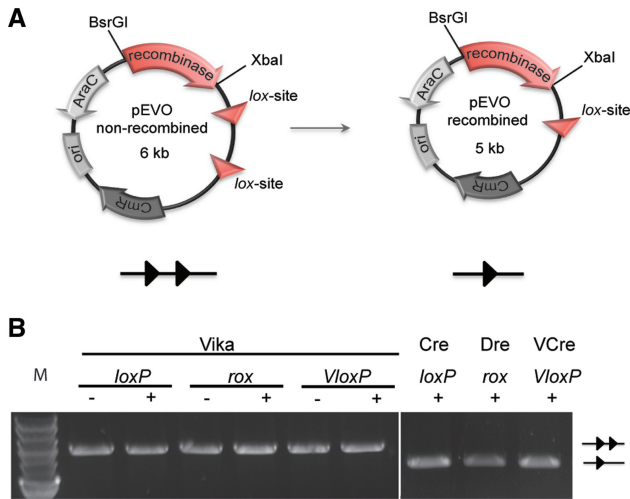 A
BsrGI
recombinase
XbaI
AraC
lox-site
pEVO
non-recombined
6 kb
ori
lox-site
CmR
BsrGI
recombinase
XbaI
AraC
lox-site
pEVO
recombined
5 kb
ori
CmR
B
Vika Cre Dre VCre
M loxP rox VloxP loxP rox VloxP
- + - + - + + + +